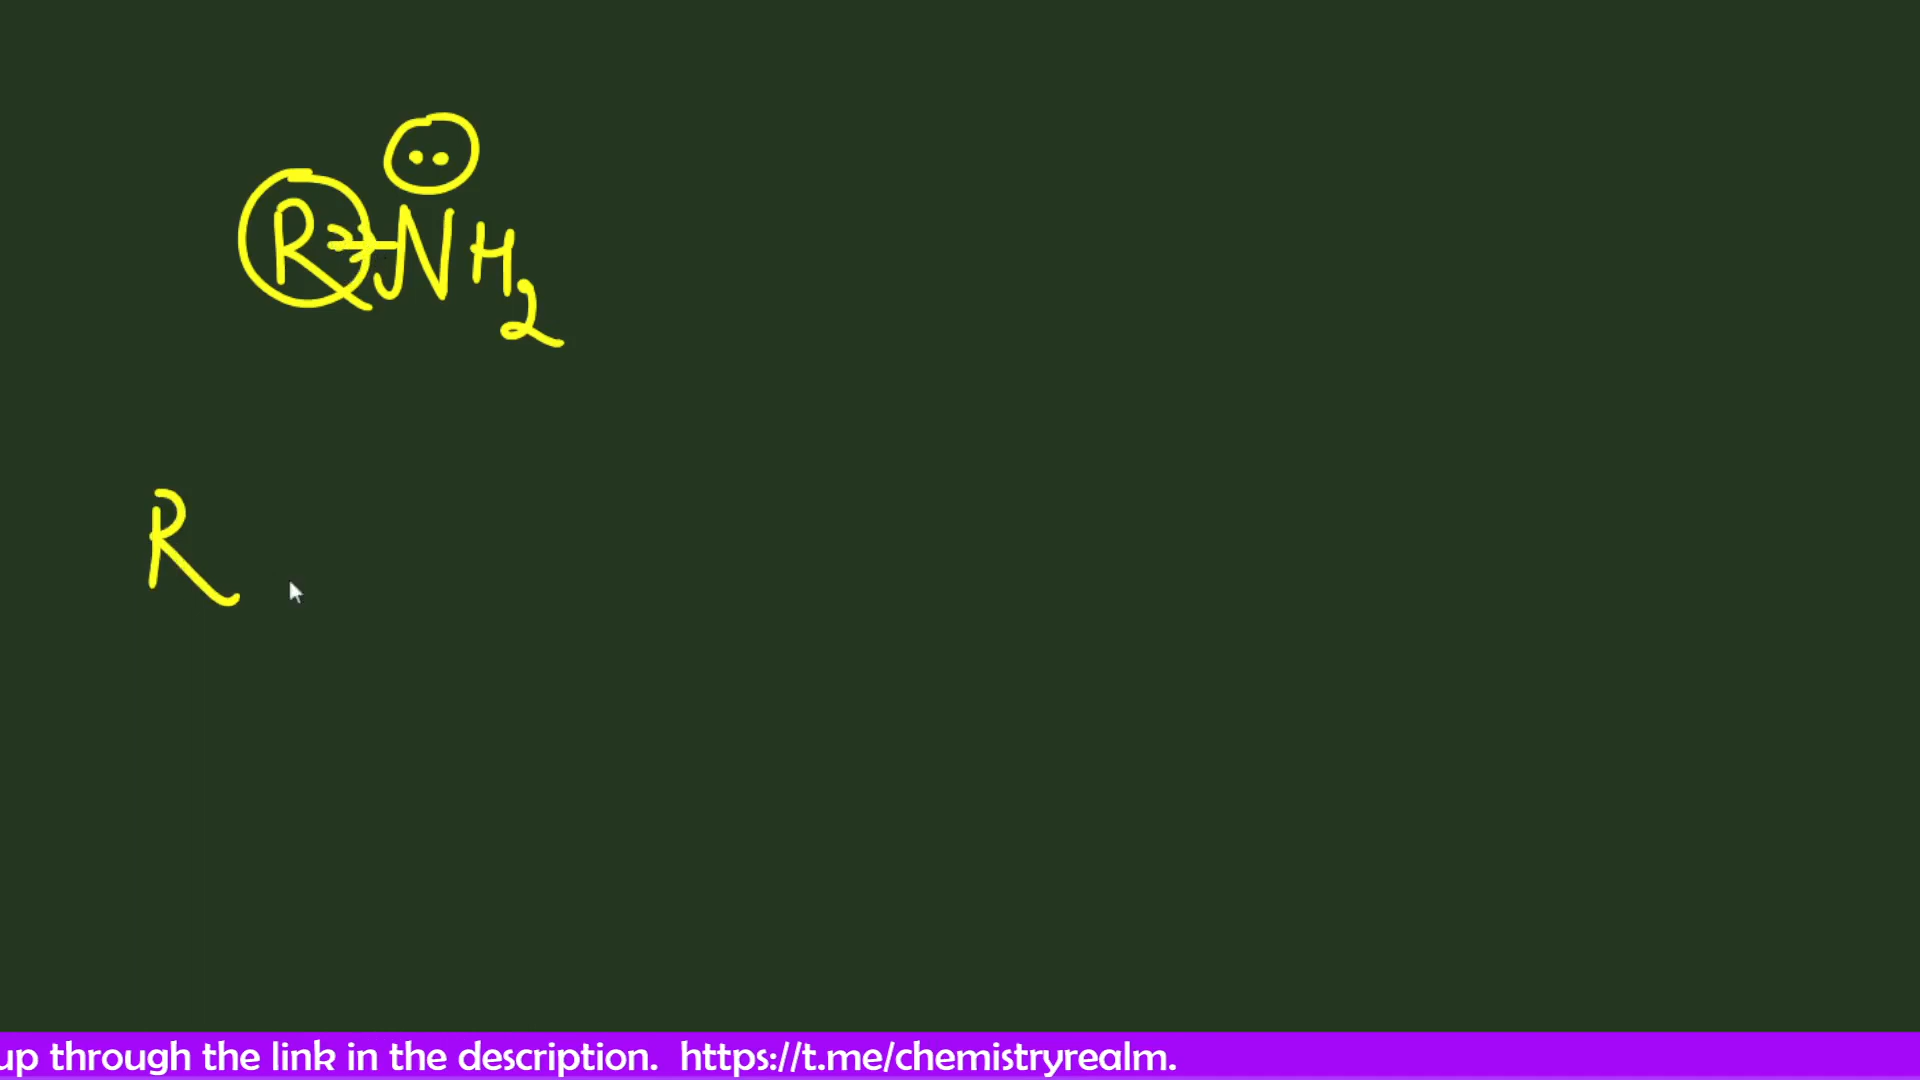 R-NH2
R
up through the link in the description. https://t.me/chemistryrealm.